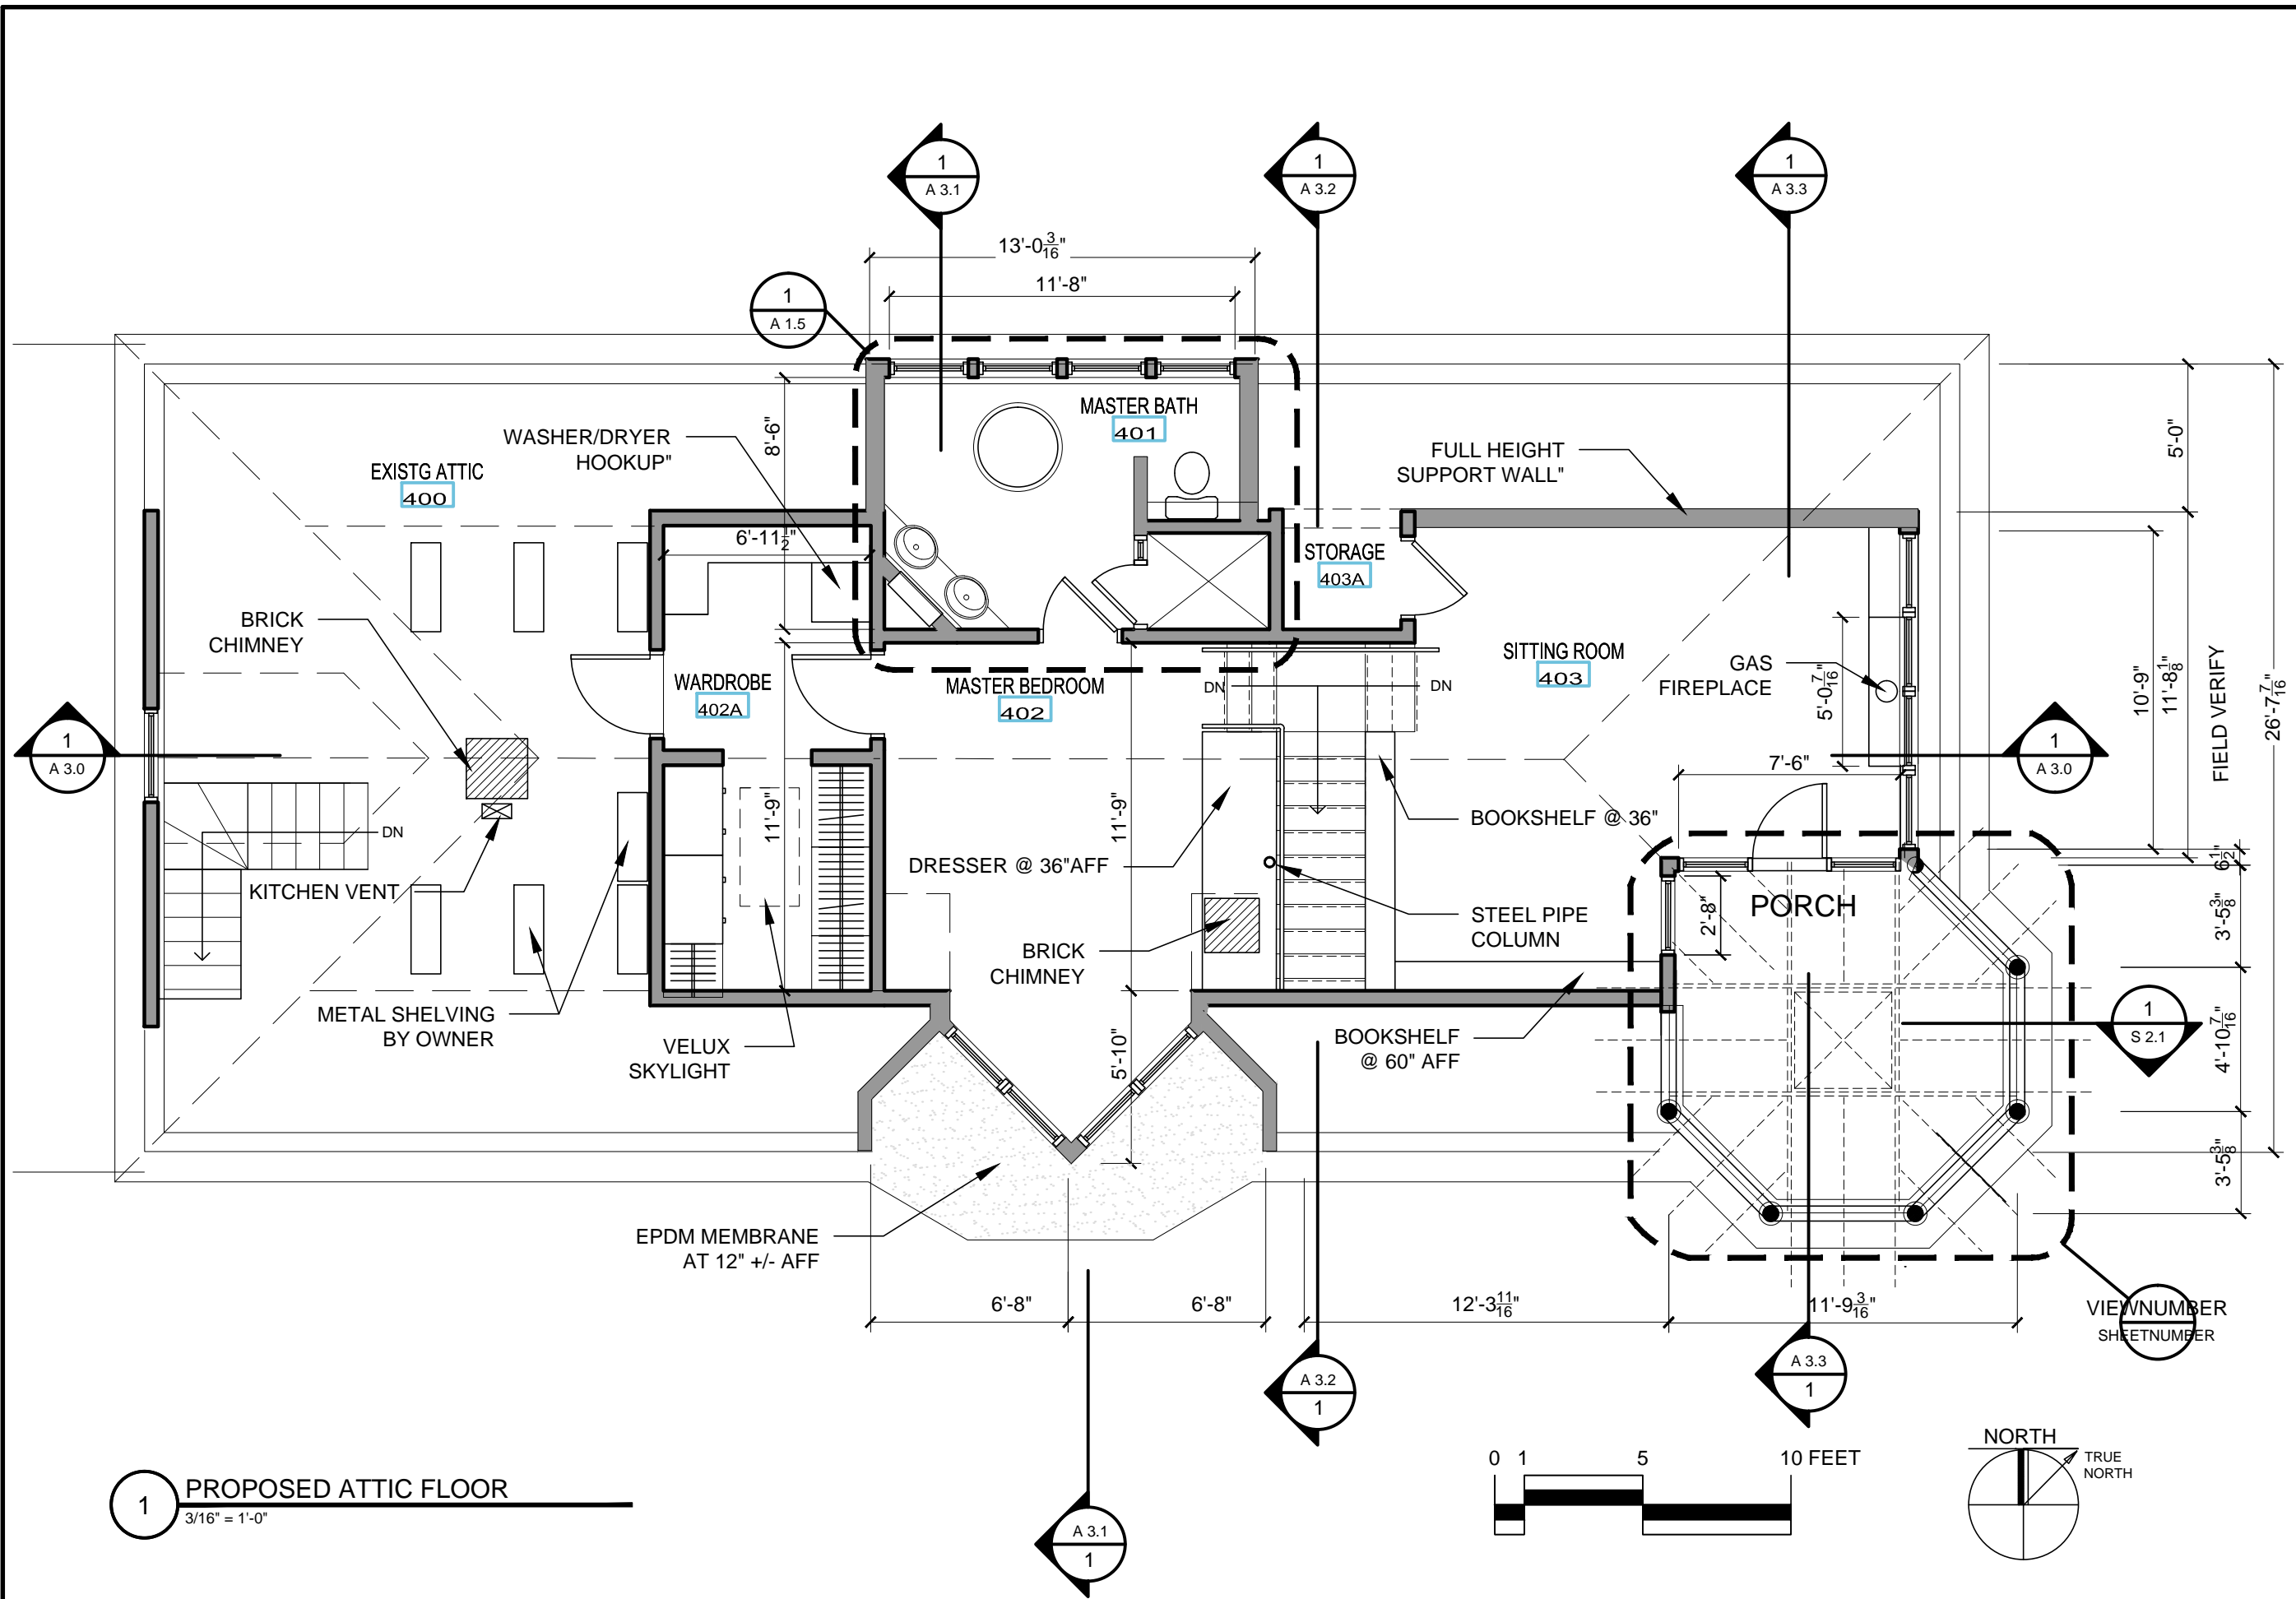 1
A 3.1
1
A 3.2
1
A 3.3
13'-0 3/16"
11'-8"
1
A 1.5
MASTER BATH
401
WASHER/DRYER
HOOKUP"
8'-6"
FULL HEIGHT
SUPPORT WALL"
5'-0"
EXISTG ATTIC
400
6'-11 1/2"
STORAGE
403A
BRICK
CHIMNEY
SITTING ROOM
403
GAS
FIREPLACE
5'-0 7/16"
10'-9"
11'-8 1/8"
FIELD VERIFY
26'-7 7/16"
WARDROBE
402A
MASTER BEDROOM
402
DN
DN
1
A 3.0
1
A 3.0
7'-6"
11'-9"
11'-9"
BOOKSHELF @ 36"
DN
DRESSER @ 36"AFF
6 1/2"
KITCHEN VENT
2'-8"
PORCH
3'-5 3/8"
STEEL PIPE
COLUMN
BRICK
CHIMNEY
METAL SHELVING
BY OWNER
VELUX
SKYLIGHT
5'-10"
BOOKSHELF
@ 60" AFF
1
S 2.1
4'-10 7/16"
3'-5 3/8"
EPDM MEMBRANE
AT 12" +/- AFF
6'-8"
6'-8"
12'-3 11/16"
11'-9 3/16"
VIEWNUMBER
SHEETNUMBER
A 3.3
1
A 3.2
1
A 3.1
1
0 1 5 10 FEET
NORTH
TRUE
NORTH
1
PROPOSED ATTIC FLOOR
3/16" = 1'-0"